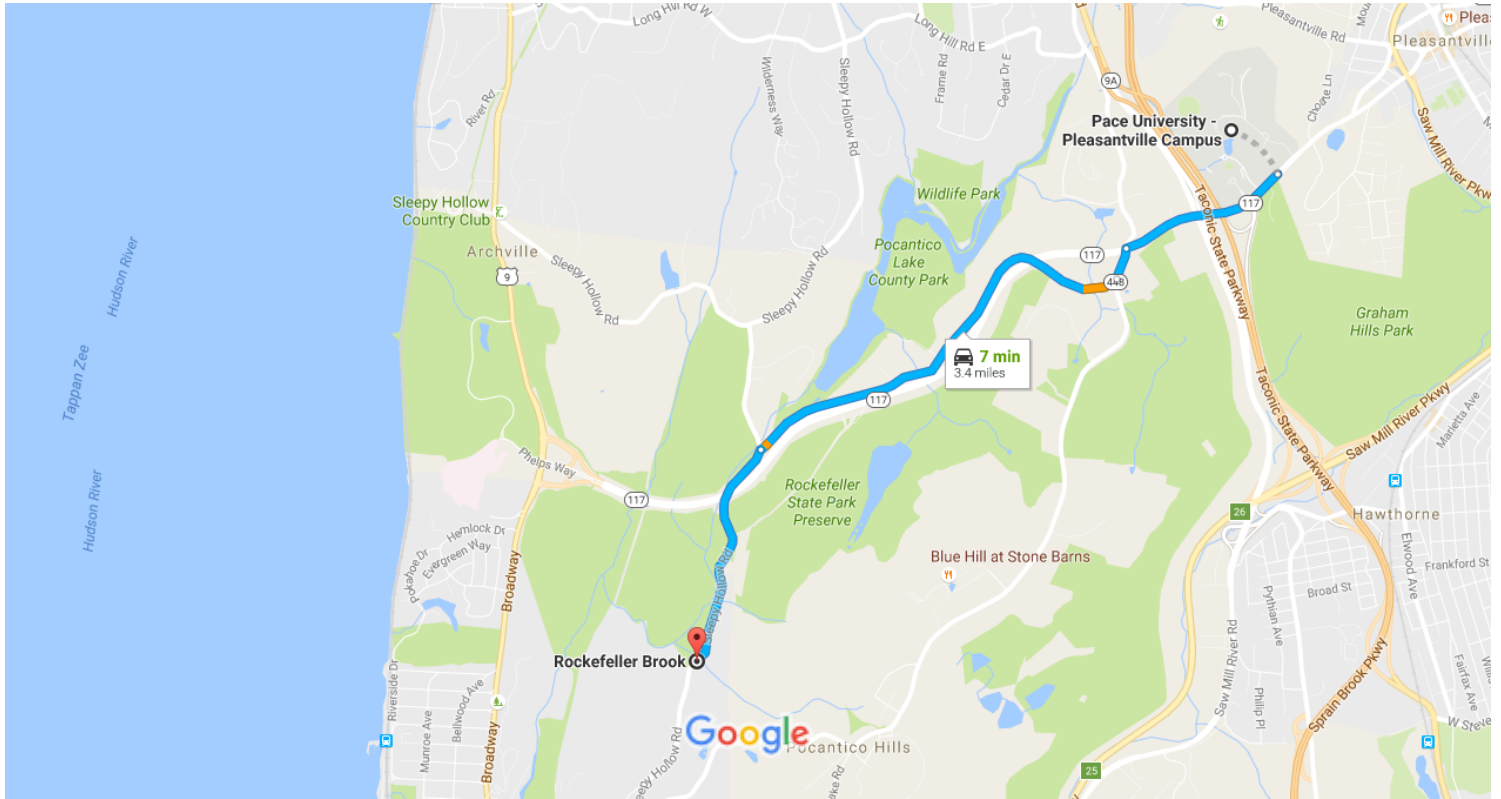 Long Hill Rd W
Long Hill Rd E
Pleasantville Rd
Pleasantville
River Rd
Wilderness Way
Sleepy Hollow Rd
Frame Rd
Cedar Dr E
9A
Choate Ln
Saw Mill River Pkwy
Pace University -
Pleasantville Campus
Sleepy Hollow
Country Club
Wildlife Park
117
Taconic State Parkway
Archville
9
Sleepy Hollow Rd
Pocantico
Lake
County Park
117
448
Sleepy Hollow Rd
Hudson River
Graham
Hills Park
Tappan Zee
7 min
3.4 miles
117
Taconic State Parkway
Saw Mill River Pkwy
Marietta Ave
Phelps Way
117
Rockefeller
State Park
Preserve
Hudson River
26
Hawthorne
Hemlock Dr
Evergreen Way
Pokahoe Dr
Broadway
Blue Hill at Stone Barns
Elwood Ave
Frankford St
Broad St
Pythian Ave
Sleepy Hollow Rd
Rockefeller Brook
Riverside Dr
Munroe Ave
Bellwood Ave
Broadway
Saw Mill River Rd
Phillip Pl
Sprain Brook Pkwy
Fairfax Ave
W Steve
Google
Pocantico Hills
eepy Hollow Rd
ake Rd
25